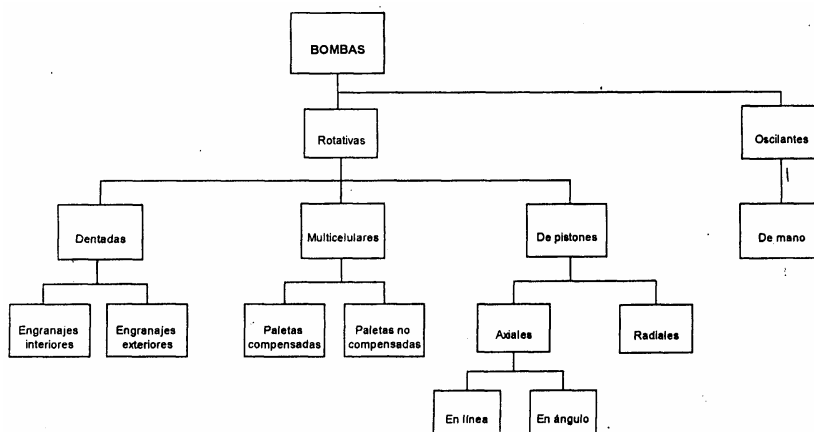 BOMBAS
Rotativas
Oscilantes
Dentadas
Multicelulares
De pistones
De mano
Engranajes
interiores
Engranajes
exteriores
Paletas
compensadas
Paletas no
compensadas
Axiales
Radiales
En línea
En ángulo